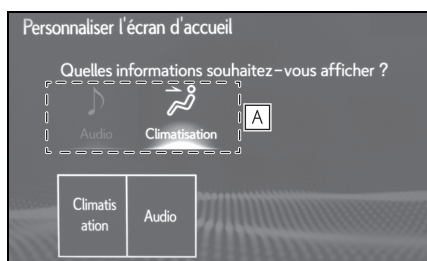 Personnaliser l'écran d'accueil
Quelles informations souhaitez-vous afficher ?
Audio Climatisation
A
Climatis Audio
ation